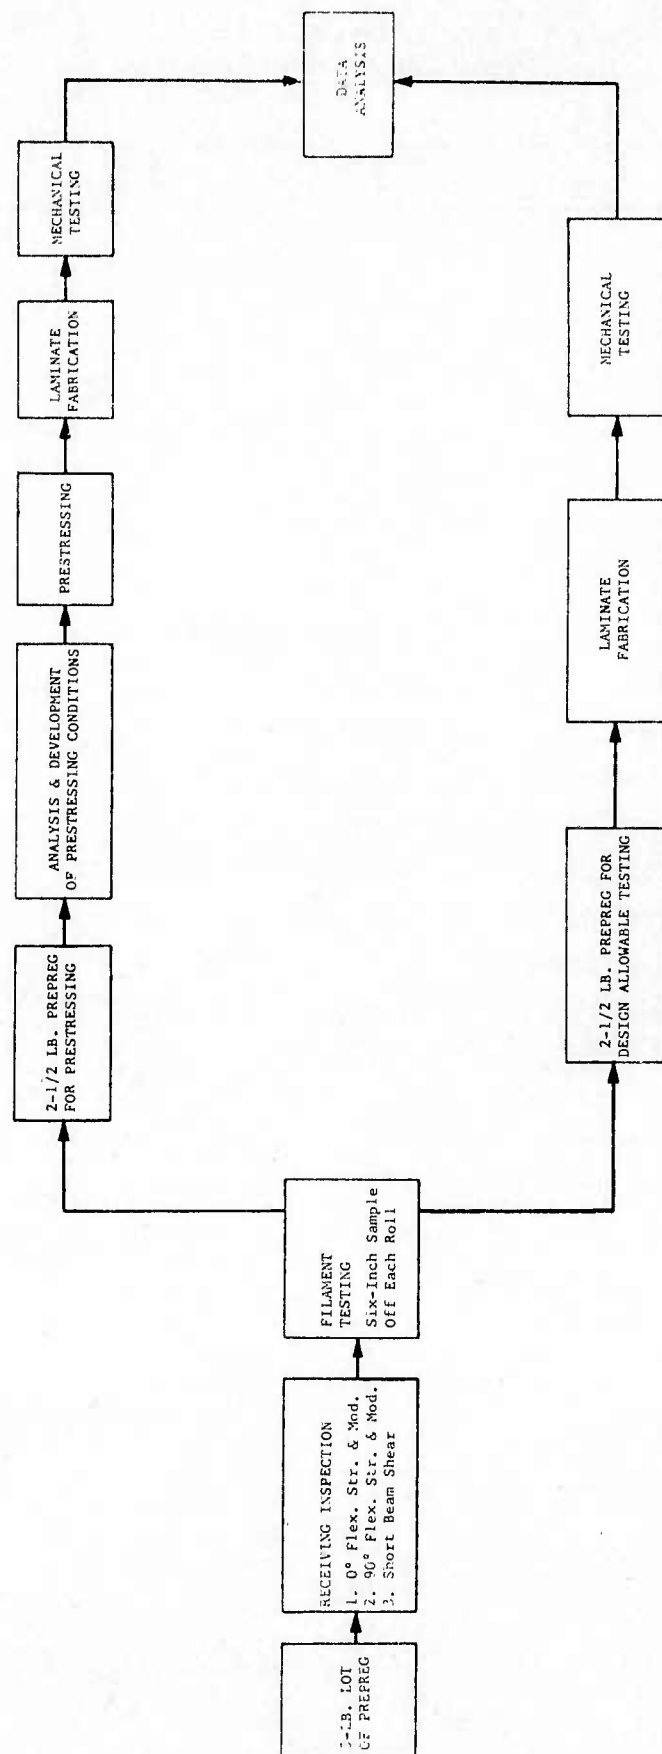 -LB. LOT
OF PREPREG
RECEIVING INSPECTION
1. 0° Flex. Str. & Mod.
2. 90° Flex. Str. & Mod.
3. Short Beam Shear
FILAMENT
TESTING
Six-Inch Sample
Off Each Roll
2-1/2 LB. PREPREG
FOR PRESTRESSING
ANALYSIS & DEVELOPMENT
OF PRESTRESSING CONDITIONS
PRESTRESSING
LAMINATE
FABRICATION
MECHANICAL
TESTING
2-1/2 LB. PREPREG FOR
DESIGN ALLOWABLE TESTING
LAMINATE
FABRICATION
MECHANICAL
TESTING
DATA
ANALYSIS